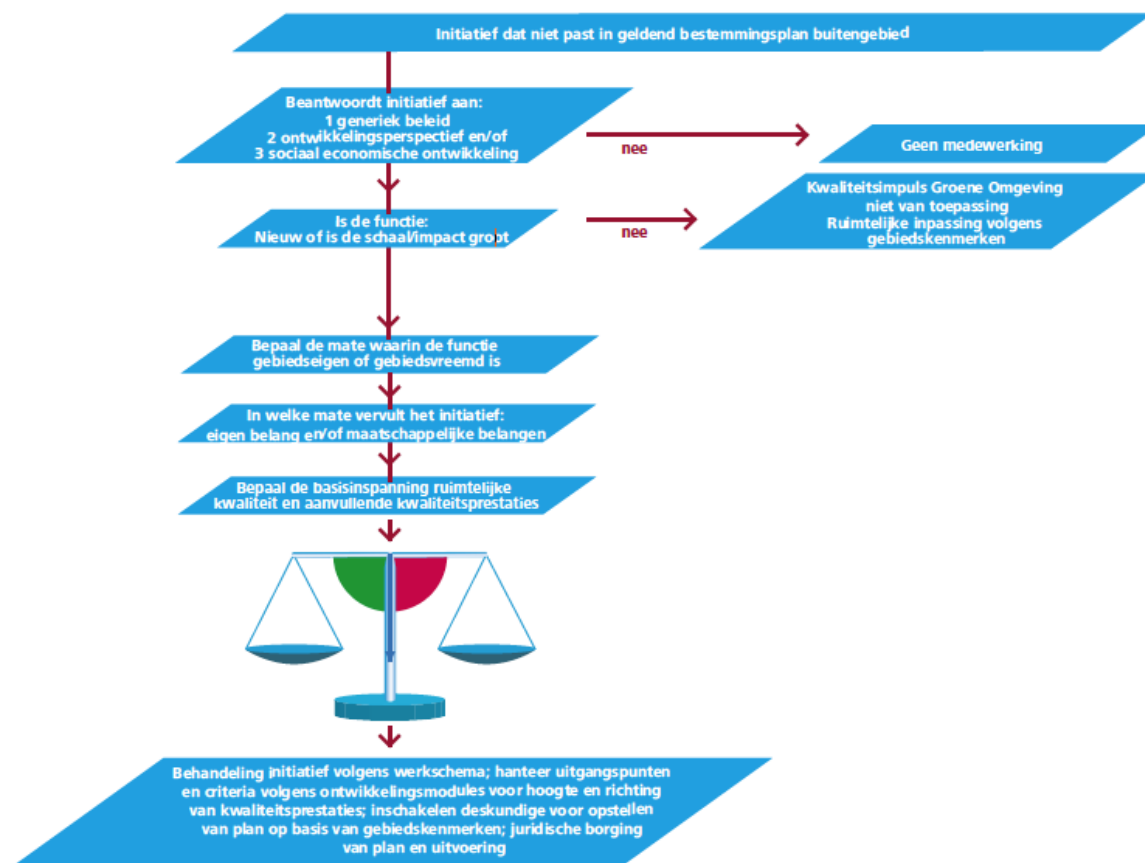 Initiatief dat niet past in geldend bestemmingsplan buitengebied
Beantwoordt initiatief aan:
1 generiek beleid
2 ontwikkelingsperspectief en/of
3 sociaal economische ontwikkeling
nee
Geen medewerking
Is de functie:
Nieuw of is de schaal/impact groot
nee
Kwaliteitsimpuls Groene Omgeving
niet van toepassing
Ruimtelijke inpassing volgens
gebiedskenmerken
Bepaal de mate waarin de functie
gebiedseigen of gebiedsvreemd is
In welke mate vervult het initiatief:
eigen belang en/of maatschappelijke belangen
Bepaal de basisinspanning ruimtelijke
kwaliteit en aanvullende kwaliteitsprestaties
Behandeling initiatief volgens werkschema; hanteer uitgangspunten
en criteria volgens ontwikkelingsmodules voor hoogte en richting
van kwaliteitsprestaties; inschakelen deskundige voor opstellen
van plan op basis van gebiedskenmerken; juridische borging
van plan en uitvoering